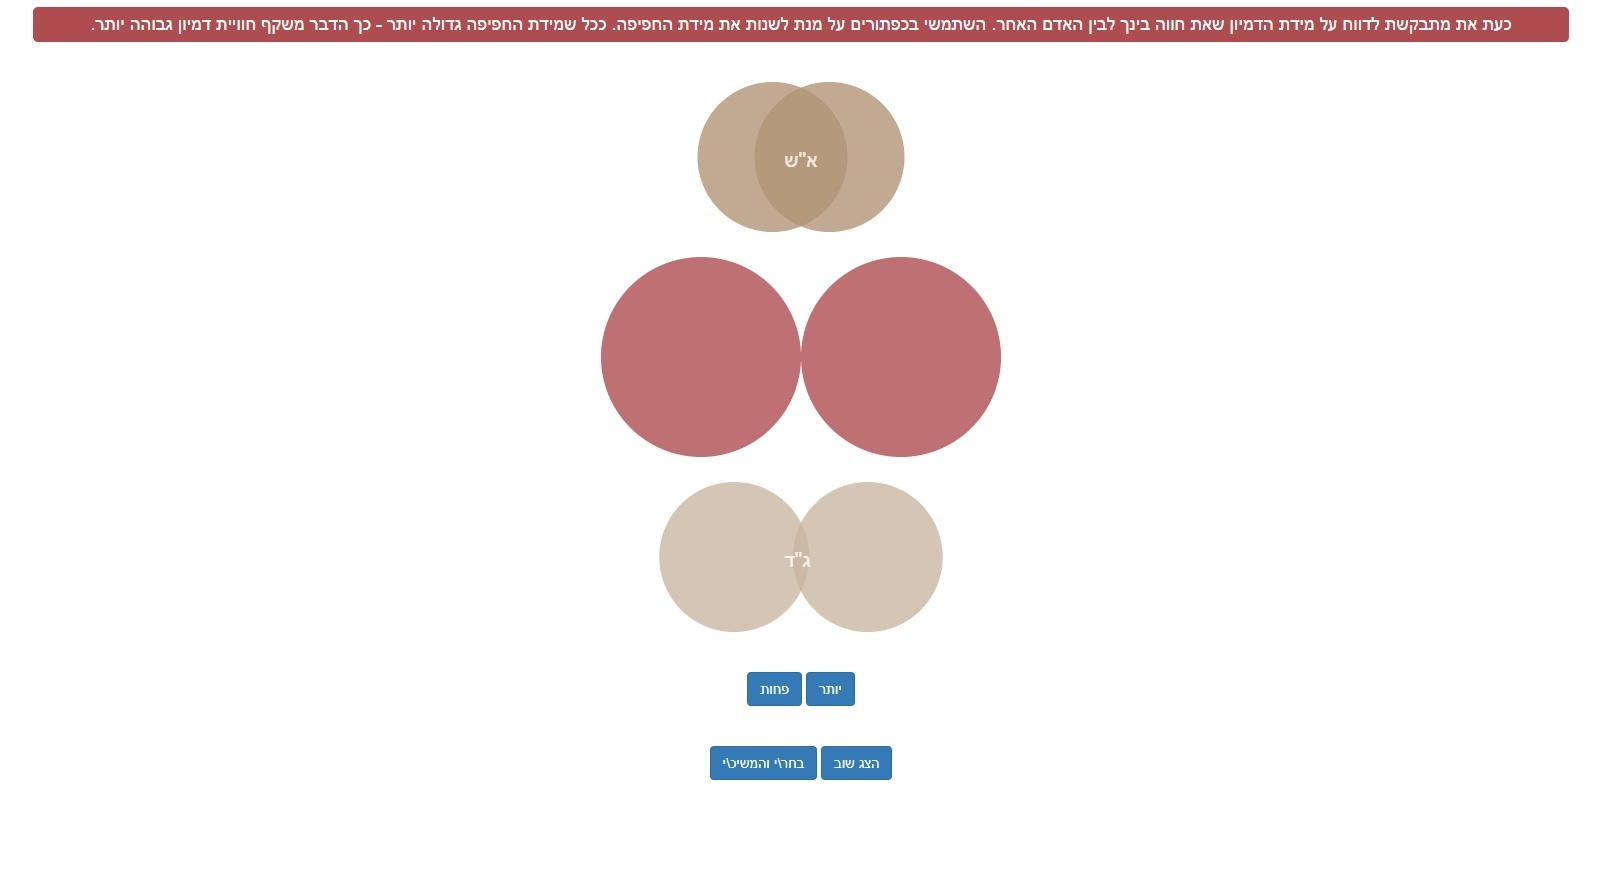 כעת את מתבקשת לדווח על מידת הדמיון שאת חווה בינך לבין האדם האחר. השתמשי בכפתורים על מנת לשנות את מידת החפיפה. ככל שמידת החפיפה גדולה יותר - כך הדבר משקף חוויית דמיון גבוהה יותר.
א"ש
ג"ד
יותר פחות
הצג שוב בחר\י והמשיכ\י